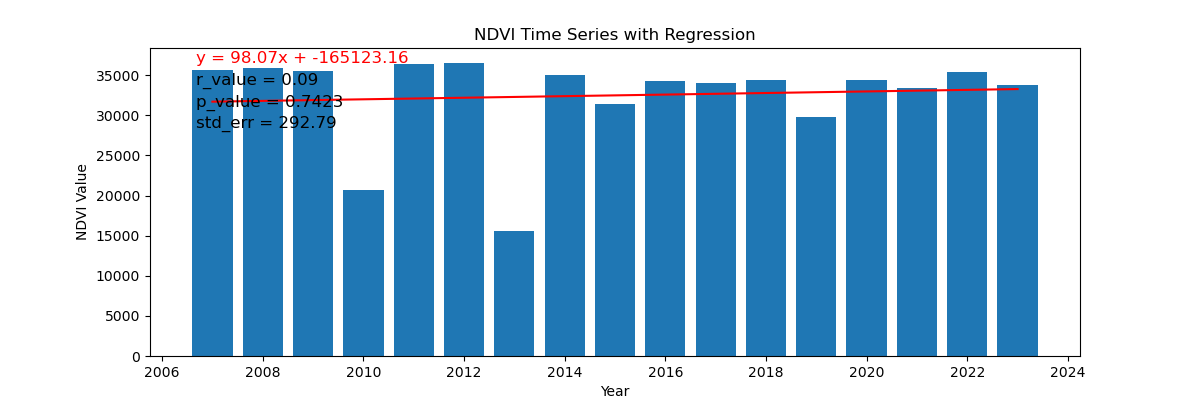 NDVI Time Series with Regression
y = 98.07x + -165123.16
r_value = 0.09
p_value = 0.7423
std_err = 292.79
NDVI Value
35000
30000
25000
20000
15000
10000
5000
0
2006 2008 2010 2012 2014 2016 2018 2020 2022 2024
Year